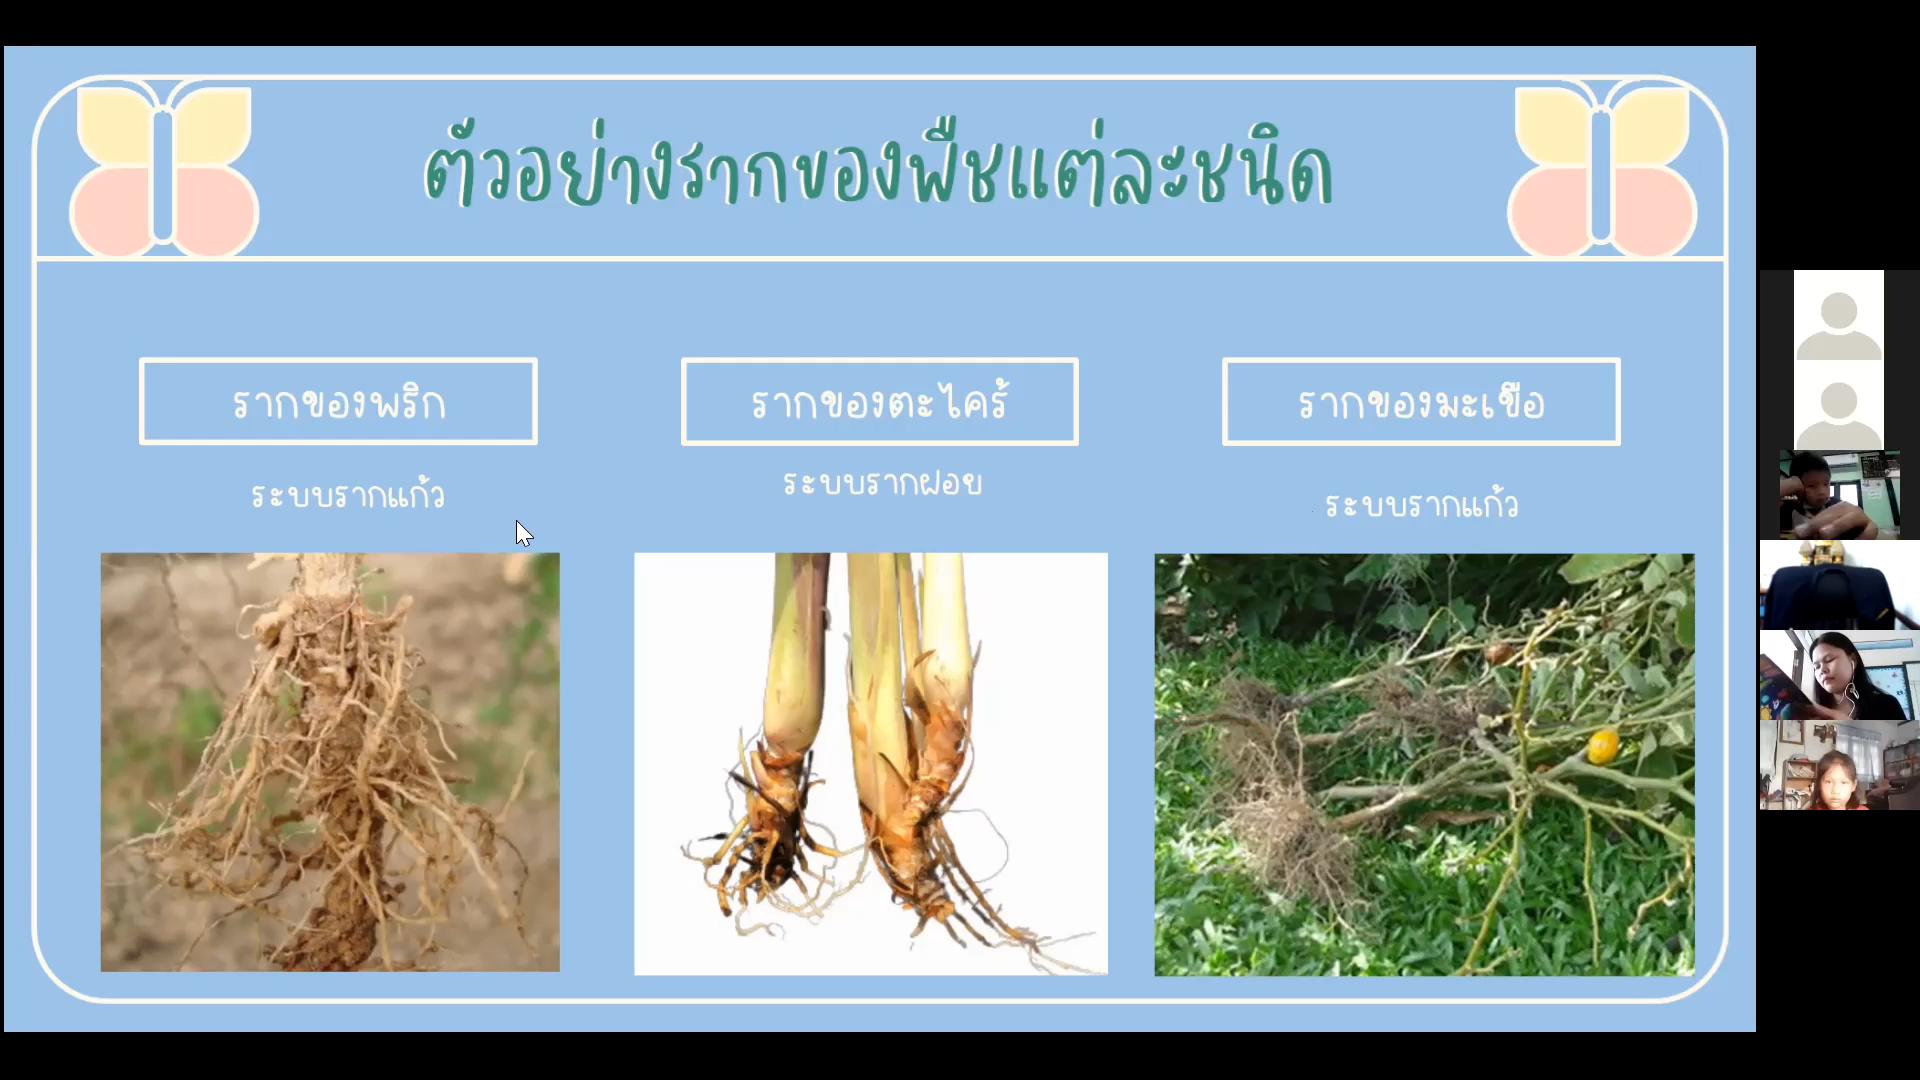 ตัวอย่างรากของพืชแต่ละชนิด
รากของพริก
รากของตะไคร้
รากของมะเขือ
ระบบรากแก้ว
ระบบรากฝอย
ระบบรากแก้ว